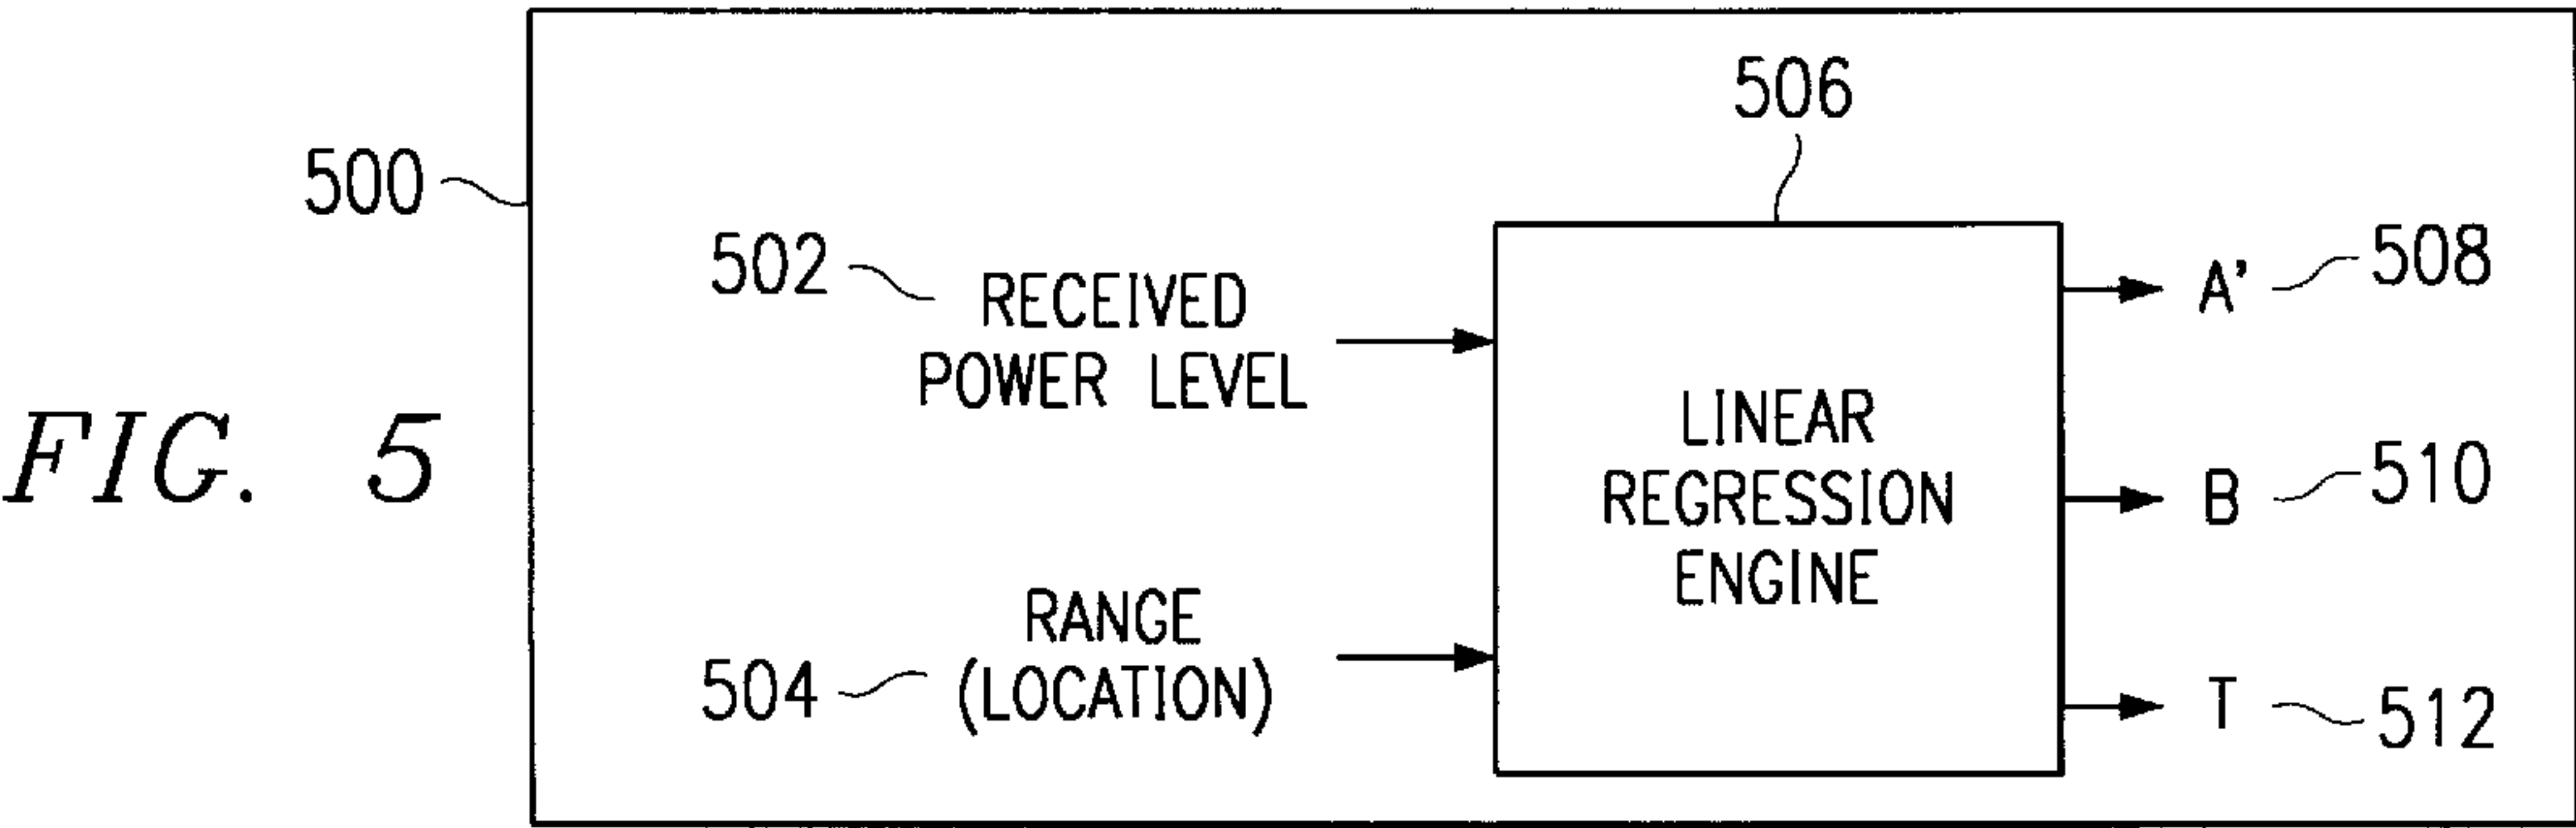 FIG. 5
500
502
RECEIVED
POWER LEVEL
504
RANGE
(LOCATION)
506
LINEAR
REGRESSION
ENGINE
A' 508
B 510
T 512